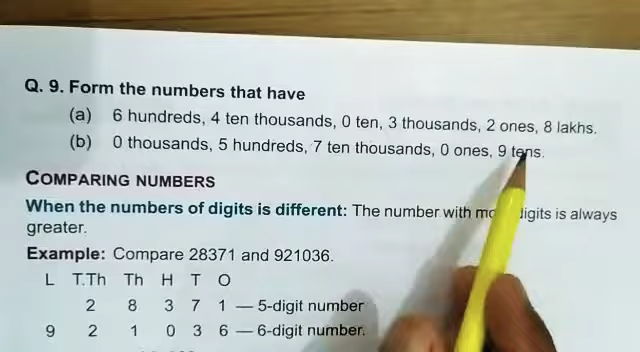 Q. 9. Form the numbers that have
(a) 6 hundreds, 4 ten thousands, 0 ten, 3 thousands, 2 ones, 8 lakhs.
(b) 0 thousands, 5 hundreds, 7 ten thousands, 0 ones, 9 tens.
COMPARING NUMBERS
When the numbers of digits is different: The number with digits is always
greater.
Example: Compare 28371 and 921036.
L T.Th Th H T O
2 8 3 7 1 — 5-digit number
9 2 1 0 3 6 — 6-digit number.